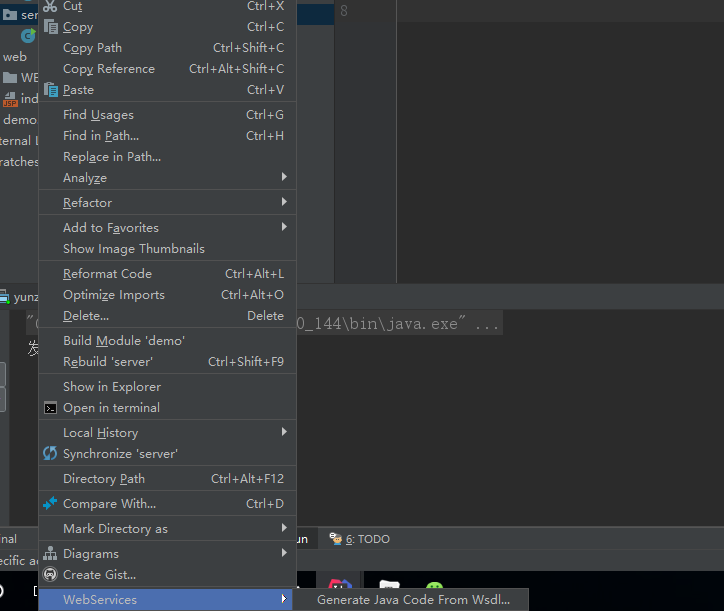 ser
Cut Ctrl+X
8
Copy Ctrl+C
web
Copy Path Ctrl+Shift+C
WE
Copy Reference Ctrl+Alt+Shift+C
ind
JSP
Paste Ctrl+V
demo
Find Usages Ctrl+G
ternal L
Find in Path... Ctrl+H
ratches
Replace in Path...
Analyze
Refactor
Add to Favorites
Show Image Thumbnails
Reformat Code Ctrl+Alt+L
yunz
Optimize Imports Ctrl+Alt+O
Delete... Delete
0_144\bin\java.exe" ...
Build Module 'demo'
Rebuild 'server' Ctrl+Shift+F9
Show in Explorer
Open in terminal
Local History
Synchronize 'server'
Directory Path Ctrl+Alt+F12
Compare With... Ctrl+D
Mark Directory as
nal
un
6: TODO
Diagrams
ecific a
Create Gist...
WebServices
Generate Java Code From Wsdl...